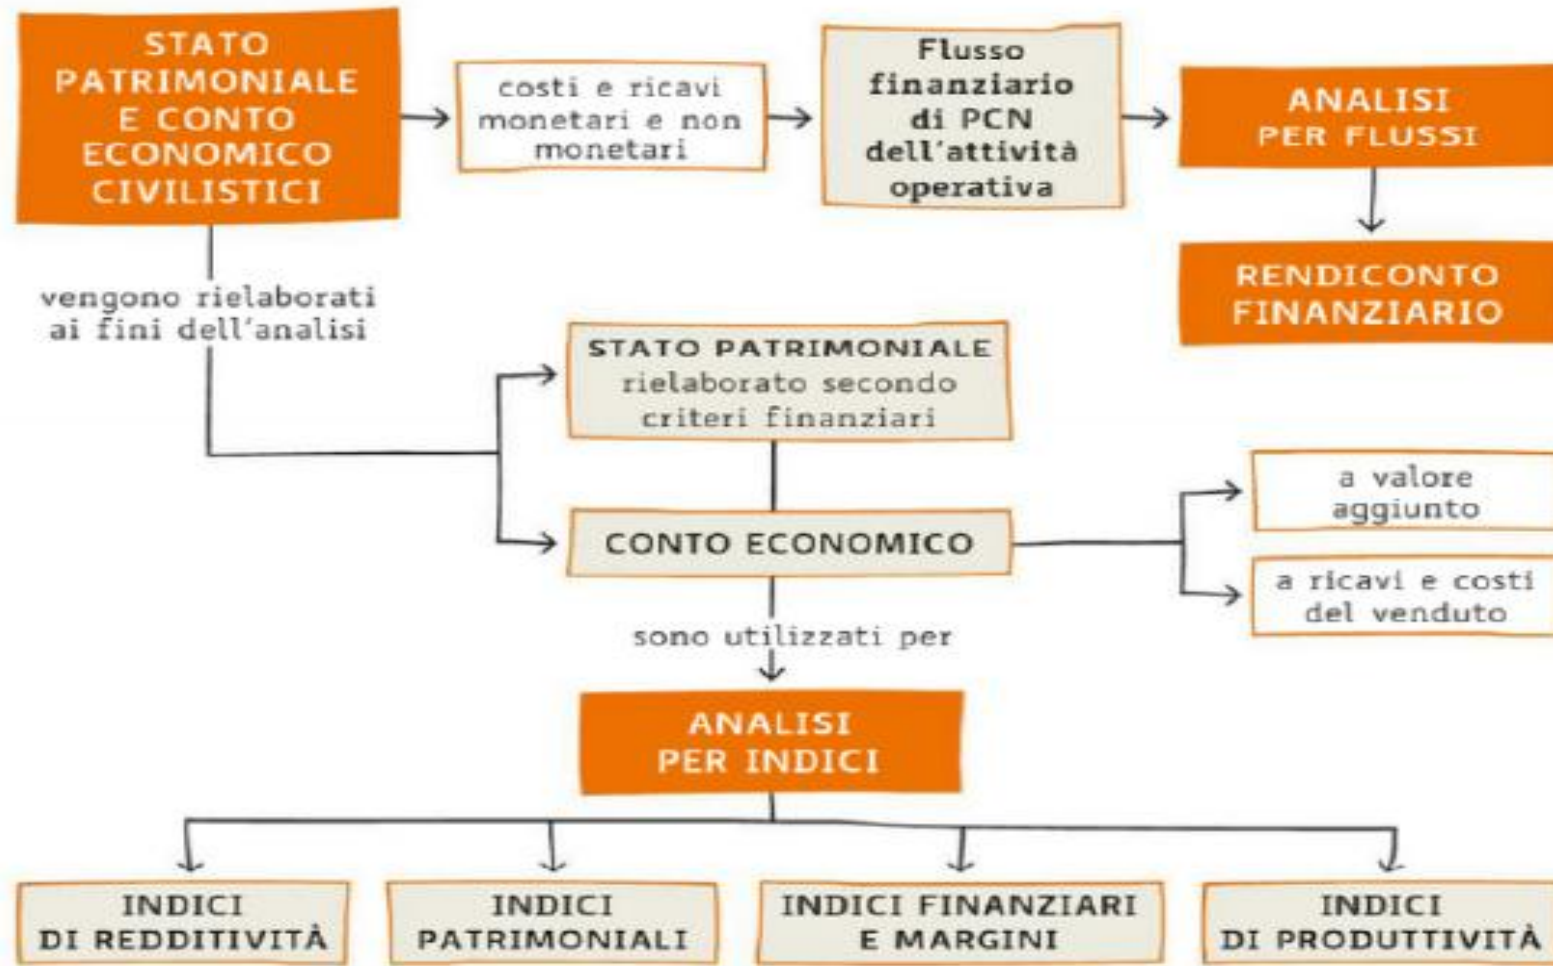 STATO
PATRIMONIALE
E CONTO
ECONOMICO
CIVILISTICI
costi e ricavi
monetari e non
monetari
Flusso
finanziario
di PCN
dell'attività
operativa
ANALISI
PER FLUSSI
RENDICONTO
FINANZIARIO
vengono rielaborati
ai fini dell'analisi
STATO PATRIMONIALE
rielaborato secondo
criteri finanziari
CONTO ECONOMICO
a valore
aggiunto
a ricavi e costi
del venduto
sono utilizzati per
ANALISI
PER INDICI
INDICI
DI REDDITIVITÀ
INDICI
PATRIMONIALI
INDICI FINANZIARI
E MARGINI
INDICI
DI PRODUTTIVITÀ